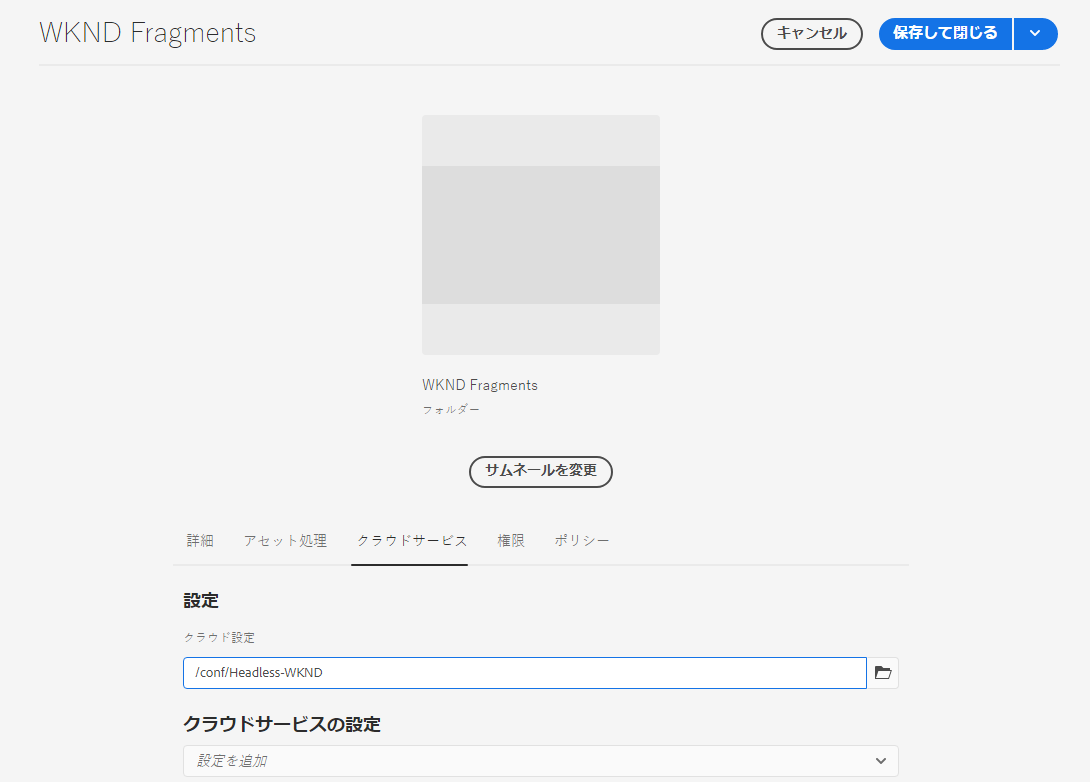 WKND Fragments
キャンセル
保存して閉じる
WKND Fragments
フォルダー
サムネールを変更
詳細 アセット処理 クラウドサービス 権限 ポリシー
設定
クラウド設定
/conf/Headless-WKND
クラウドサービスの設定
設定を追加